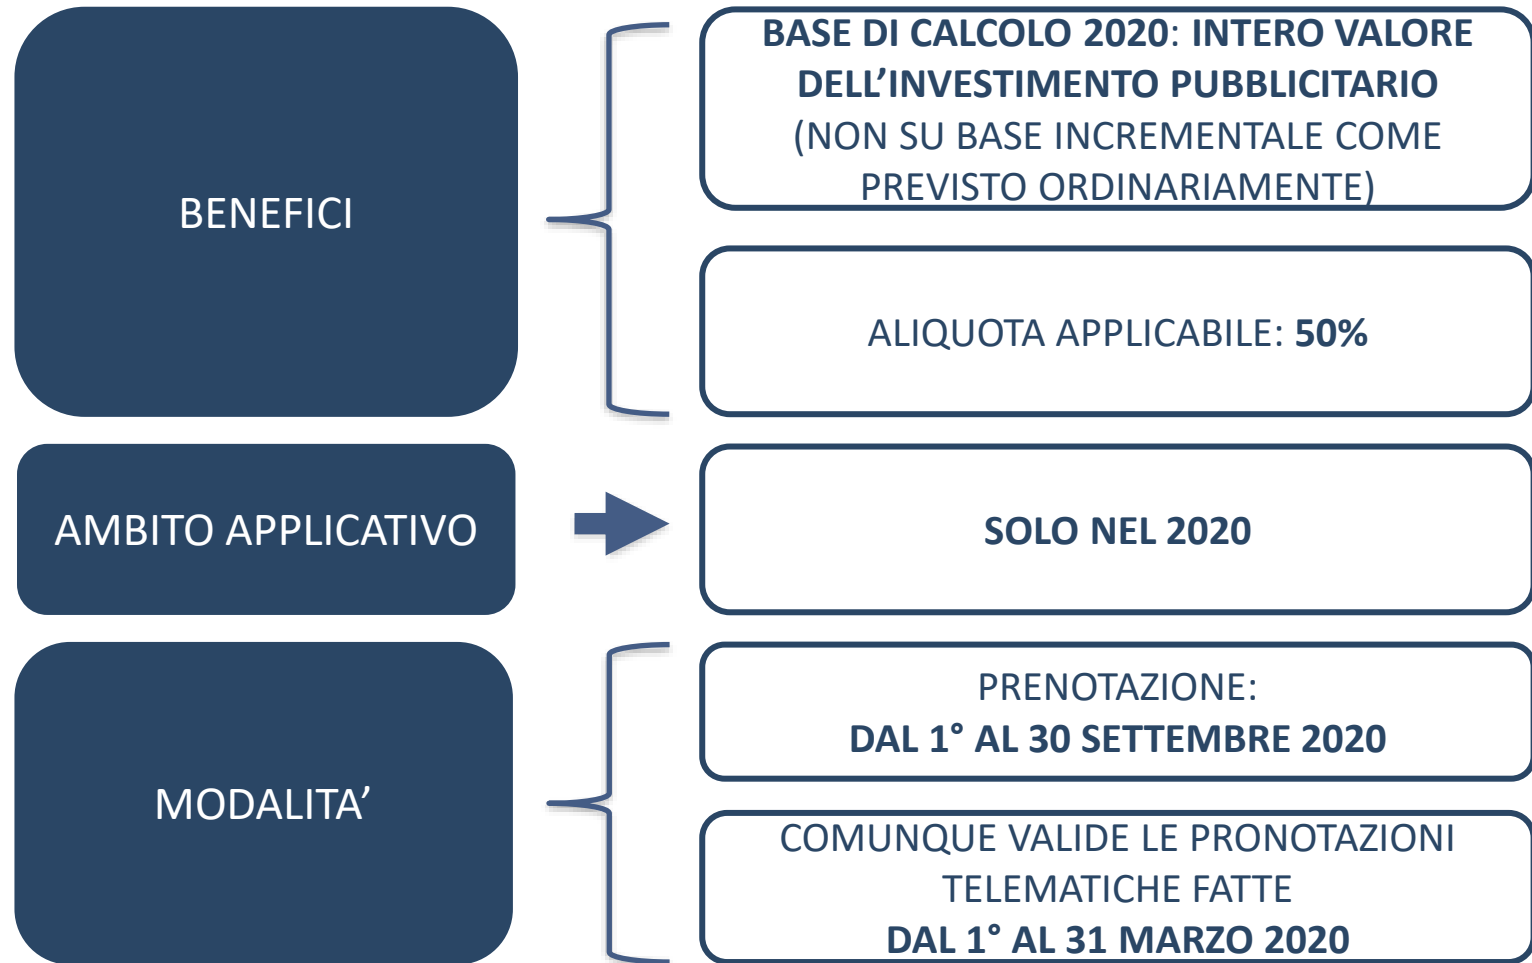 BENEFICI
BASE DI CALCOLO 2020: INTERO VALORE
DELL’INVESTIMENTO PUBBLICITARIO
(NON SU BASE INCREMENTALE COME
PREVISTO ORDINARIAMENTE)
ALIQUOTA APPLICABILE: 50%
AMBITO APPLICATIVO
SOLO NEL 2020
MODALITA’
PRENOTAZIONE:
DAL 1° AL 30 SETTEMBRE 2020
COMUNQUE VALIDE LE PRONOTAZIONI
TELEMATICHE FATTE
DAL 1° AL 31 MARZO 2020